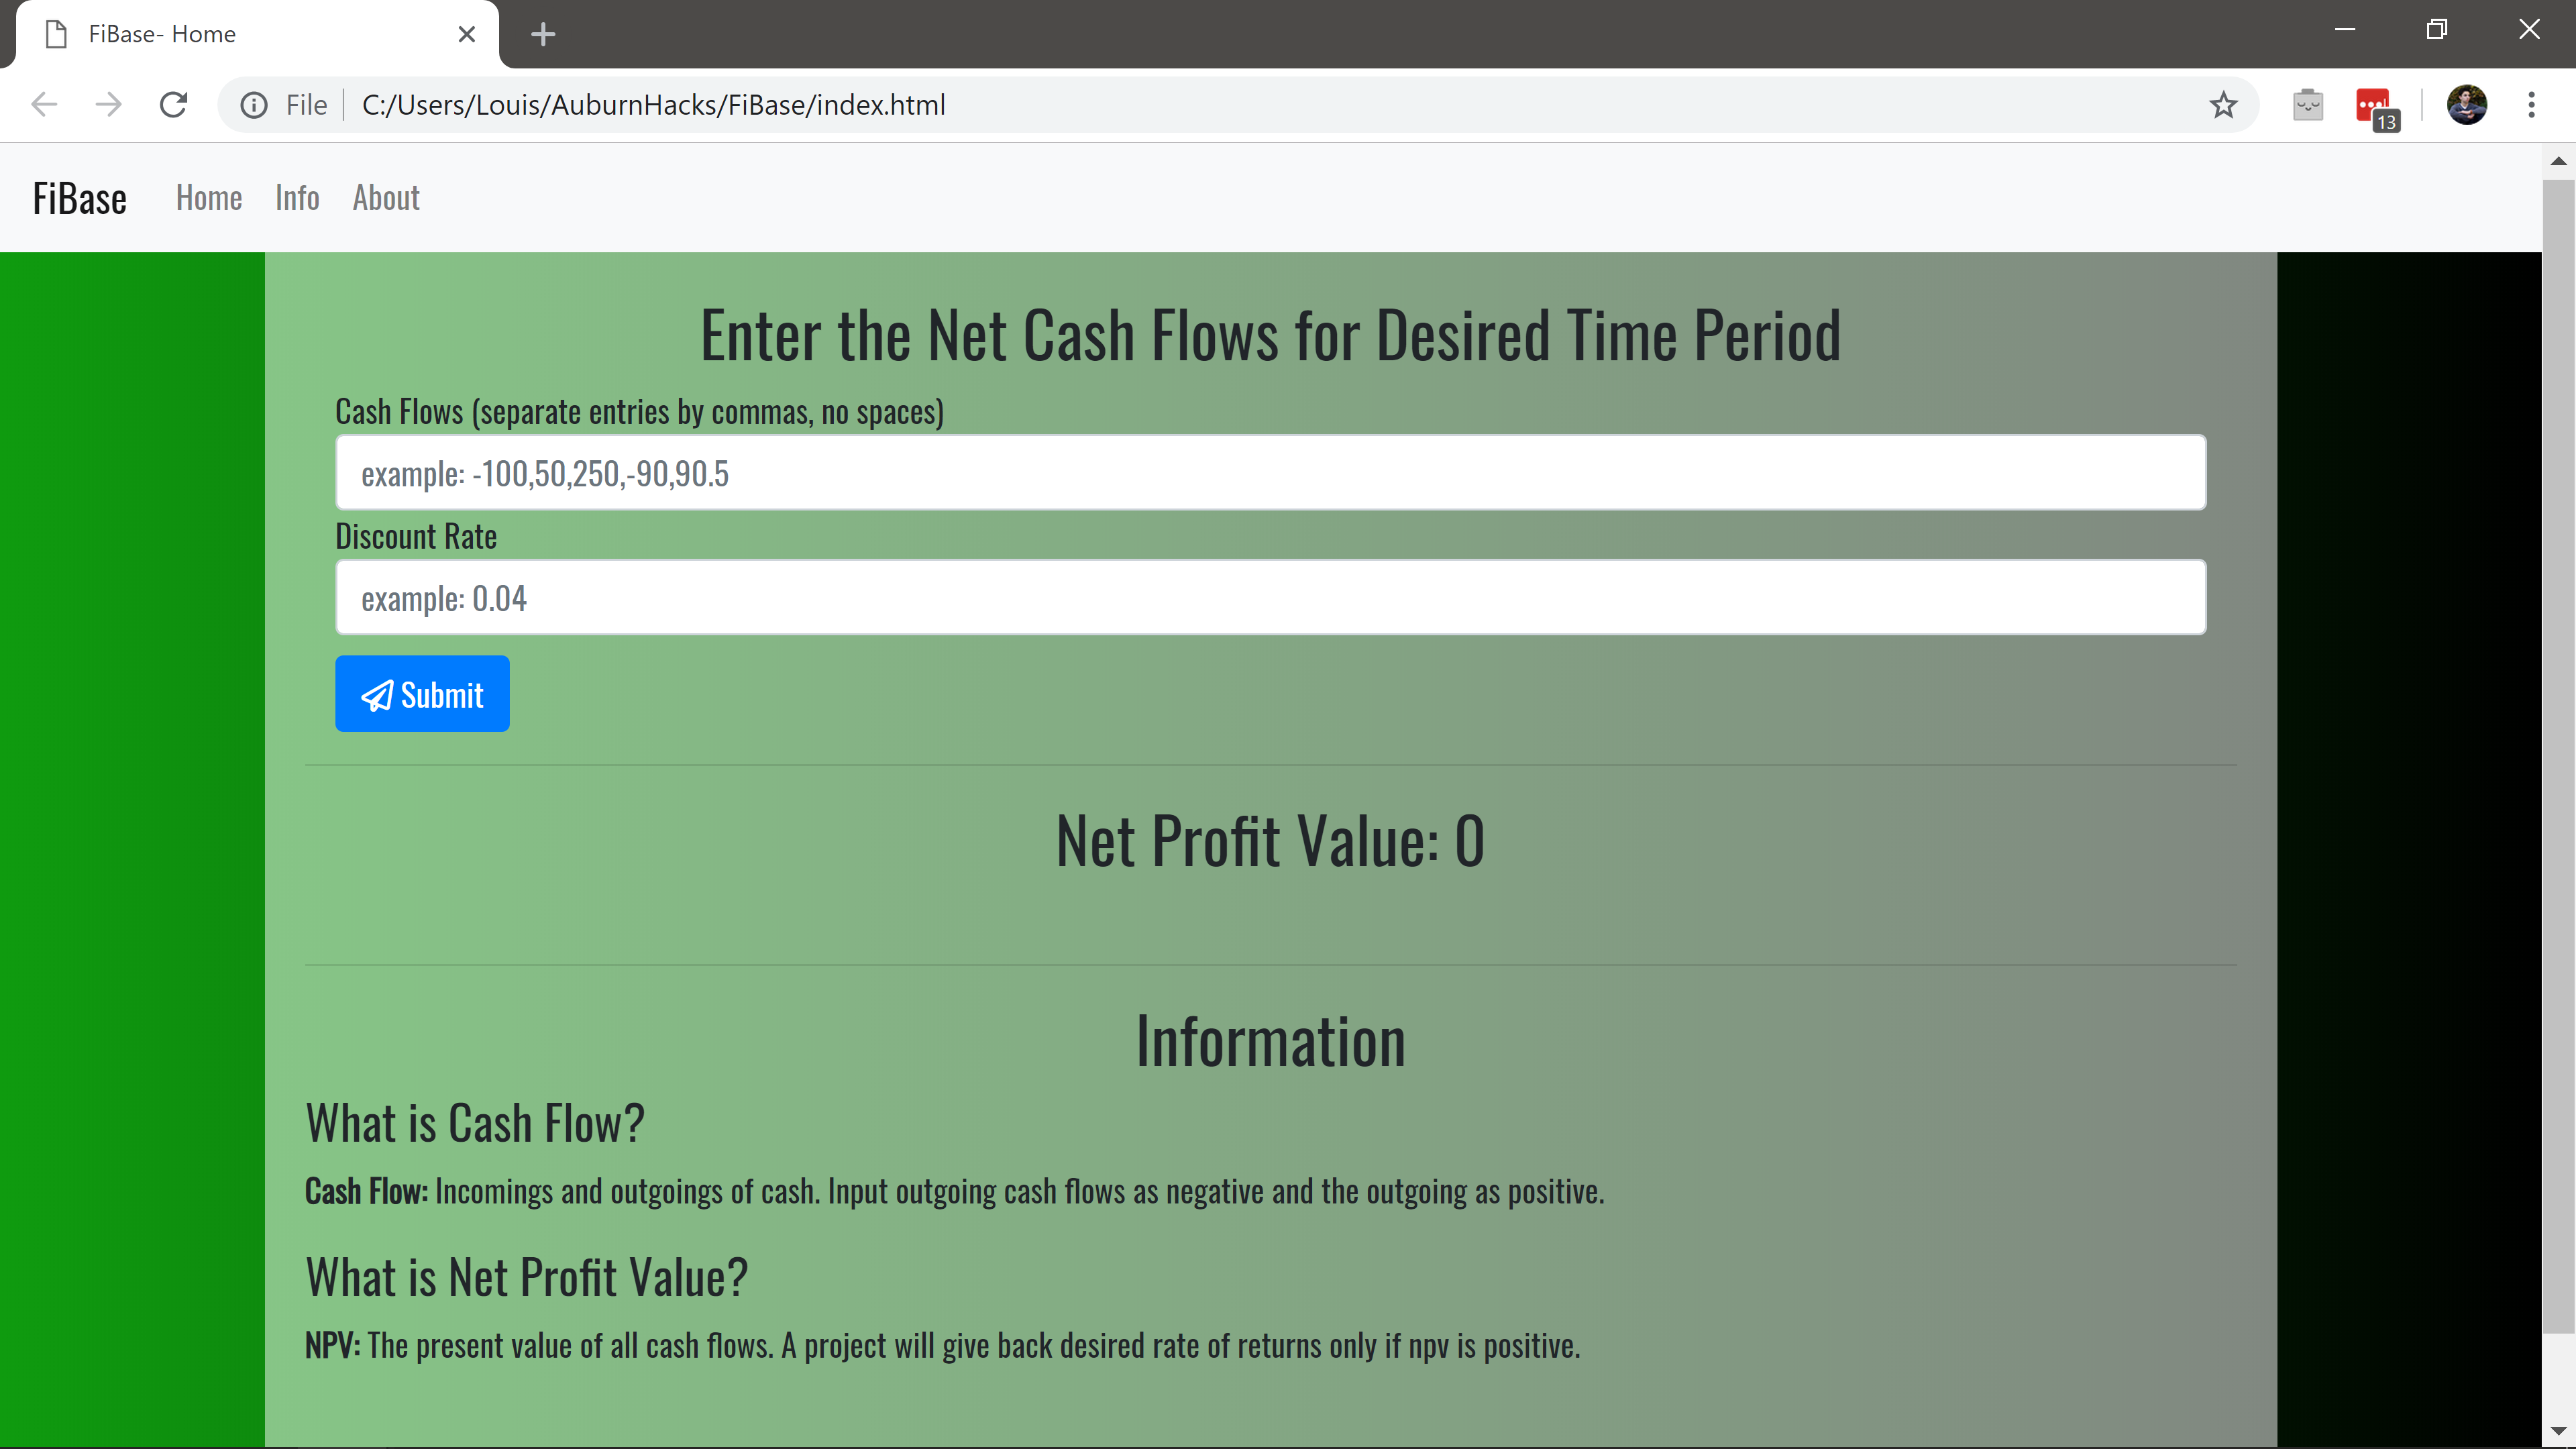 FiBase- Home
File C:/Users/Louis/AuburnHacks/FiBase/index.html
13
FiBase Home Info About
Enter the Net Cash Flows for Desired Time Period
Cash Flows (separate entries by commas, no spaces)
example: -100,50,250,-90,90.5
Discount Rate
example: 0.04
Submit
Net Profit Value: 0
Information
What is Cash Flow?
Cash Flow: Incomings and outgoings of cash. Input outgoing cash flows as negative and the outgoing as positive.
What is Net Profit Value?
NPV: The present value of all cash flows. A project will give back desired rate of returns only if npv is positive.